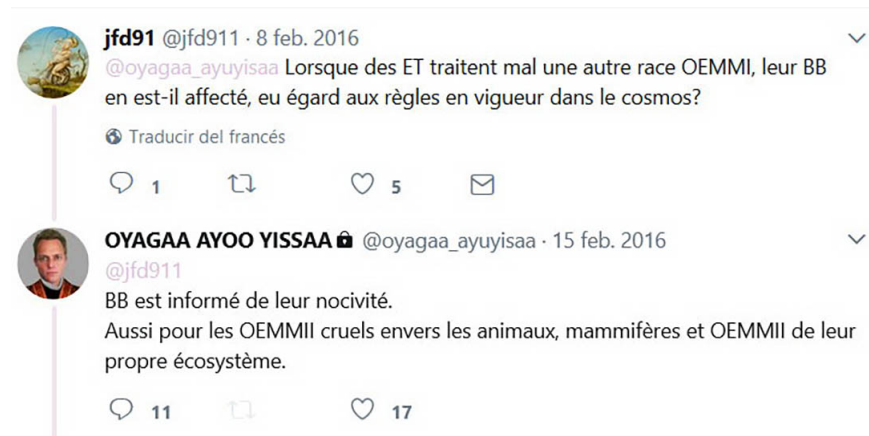 jfd91 @jfd911 · 8 feb. 2016
@oyagaa_ayuyisaa Lorsque des ET traitent mal une autre race OEMMI, leur BB
en est-il affecté, eu égard aux règles en vigueur dans le cosmos?
Traducir del francés
1 5
OYAGAA AYOO YISSAA @oyagaa_ayuyisaa · 15 feb. 2016
@jfd911
BB est informé de leur nocivité.
Aussi pour les OEMMII cruels envers les animaux, mammifères et OEMMII de leur
propre écosystème.
11 17